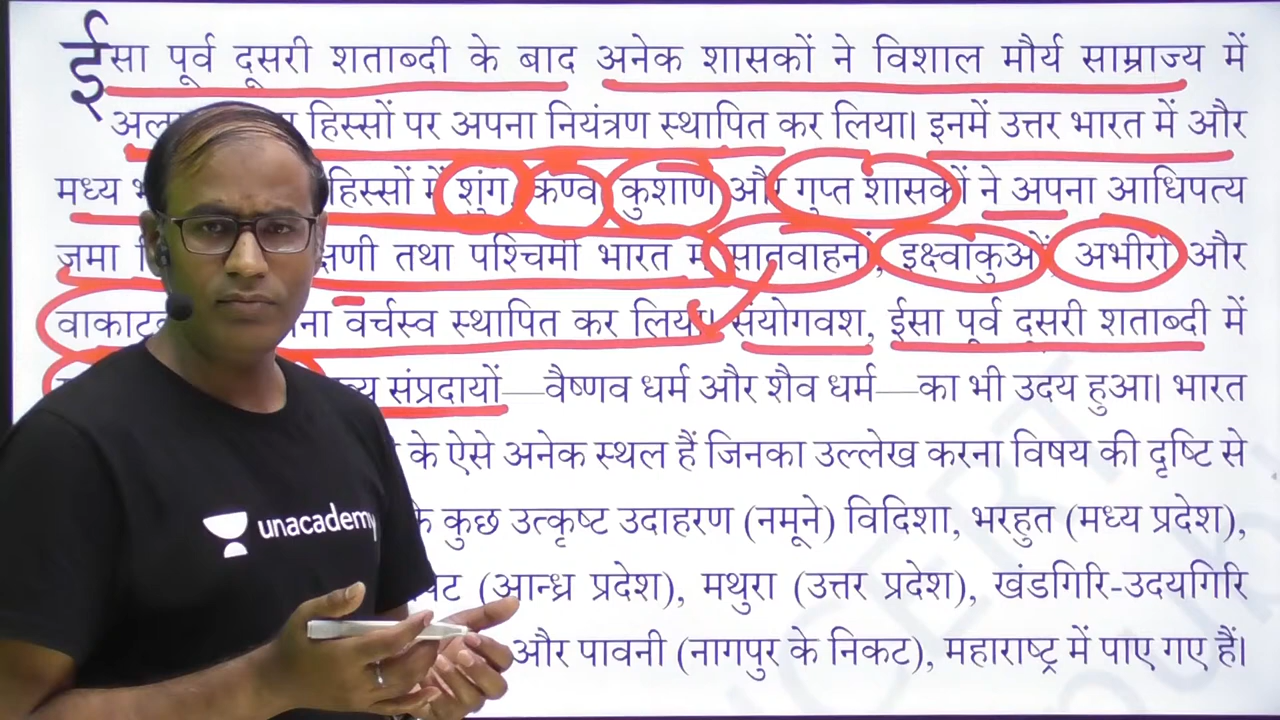 ईसा पूर्व दूसरी शताब्दी के बाद अनेक शासकों ने विशाल मौर्य साम्राज्य में
हिस्सों पर अपना नियंत्रण स्थापित कर लिया। इनमें उत्तर भारत में और
मध्य हिस्सों में शुंग, कण्व कुशाण और गुप्त शासकों ने अपना आधिपत्य
जमा तथा पश्चिमी भारत में सातवाहनों, इक्ष्वाकुओं अभीरों और
वर्चस्व स्थापित कर लिया। संयोगवश, ईसा पूर्व दूसरी शताब्दी में
संप्रदायों—वैष्णव धर्म और शैव धर्म—का भी उदय हुआ। भारत
के ऐसे अनेक स्थल हैं जिनका उल्लेख करना विषय की दृष्टि से
के कुछ उत्कृष्ट उदाहरण (नमूने) विदिशा, भरहुत (मध्य प्रदेश),
(आन्ध्र प्रदेश), मथुरा (उत्तर प्रदेश), खंडगिरि-उदयगिरि
और पावनी (नागपुर के निकट), महाराष्ट्र में पाए गए हैं।
unacademy